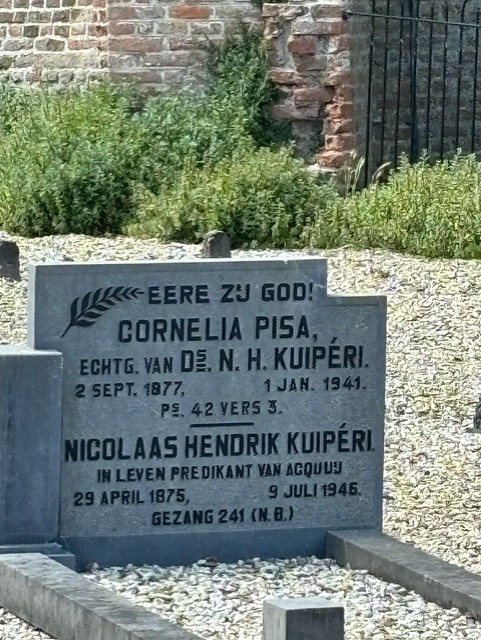 EERE ZIJ GOD!
CORNELIA PISA,
ECHTG. VAN DS. N. H. KUIPÉRI.
2 SEPT. 1877, 1 JAN. 1941.
PS. 42 VERS 3.
NICOLAAS HENDRIK KUIPÉRI.
IN LEVEN PREDIKANT VAN ACQUOIJ
29 APRIL 1875, 9 JULI 1946.
GEZANG 241 (N.B.)